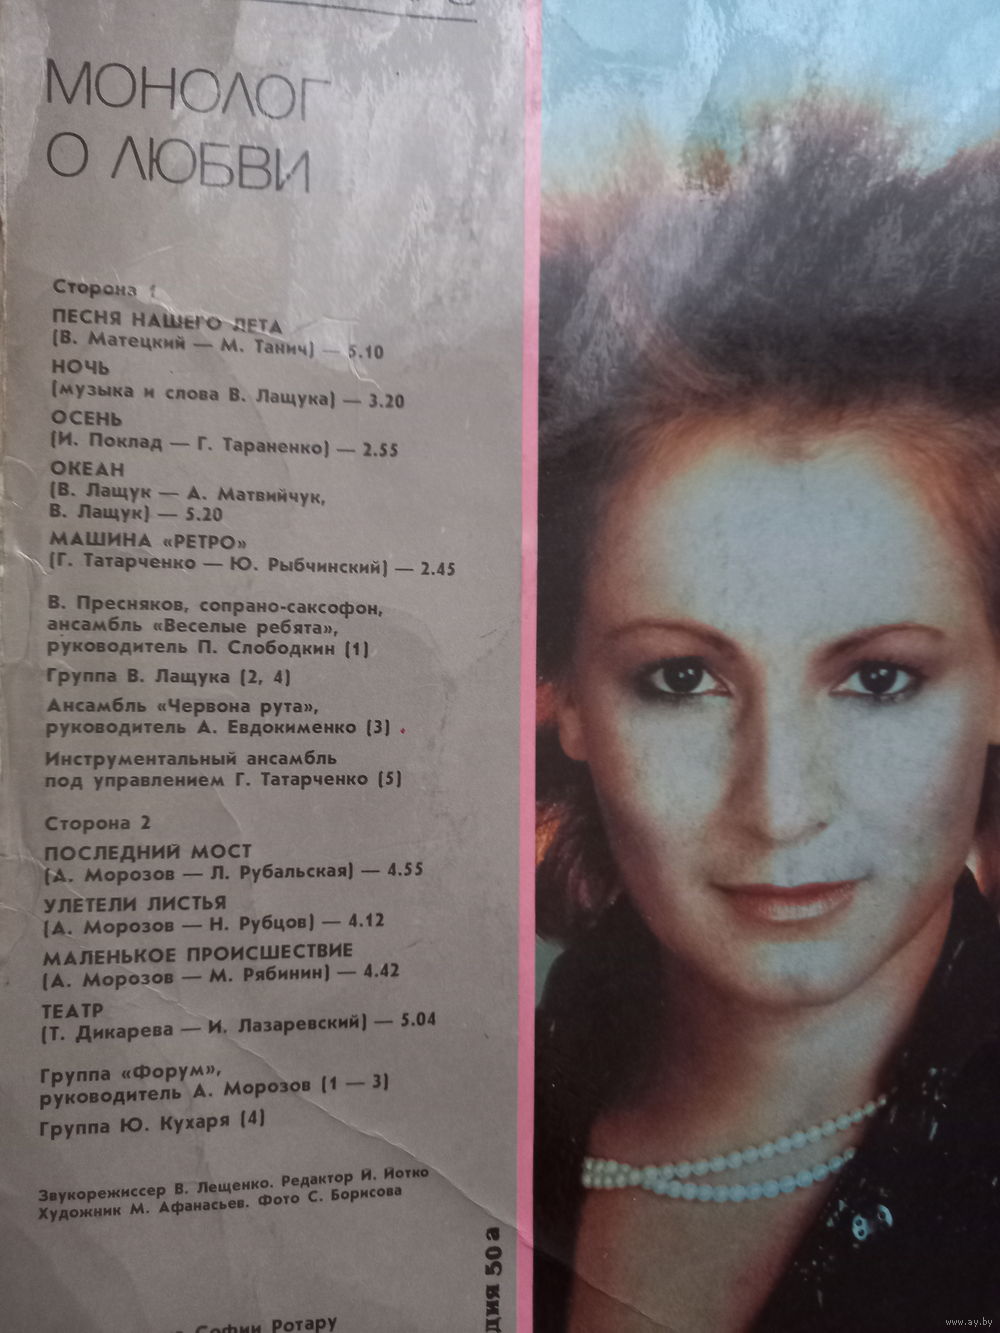 МОНОЛОГ
О ЛЮБВИ
Сторона 1
ПЕСНЯ НАШЕГО ЛЕТА
(В. Матецкий — М. Танич) — 5.10
НОЧЬ
(музыка и слова В. Лащука) — 3.20
ОСЕНЬ
(И. Поклад — Г. Тараненко) — 2.55
ОКЕАН
(В. Лащук — А. Матвийчук,
В. Лащук) — 5.20
МАШИНА «РЕТРО»
(Г. Татарченко — Ю. Рыбчинский) — 2.45
В. Пресняков, сопрано-саксофон,
ансамбль «Веселые ребята»,
руководитель П. Слободкин (1)
Группа В. Лащука (2, 4)
Ансамбль «Червона рута»,
руководитель А. Евдокименко (3)
Инструментальный ансамбль
под управлением Г. Татарченко (5)
Сторона 2
ПОСЛЕДНИЙ МОСТ
(А. Морозов — Л. Рубальская) — 4.55
УЛЕТЕЛИ ЛИСТЬЯ
(А. Морозов — Н. Рубцов) — 4.12
МАЛЕНЬКОЕ ПРОИСШЕСТВИЕ
(А. Морозов — М. Рябинин) — 4.42
ТЕАТР
(Т. Дикарева — И. Лазаревский) — 5.04
Группа «Форум»,
руководитель А. Морозов (1 — 3)
Группа Ю. Кухаря (4)
Звукорежиссер В. Лещенко. Редактор И. Йотко
Художник М. Афанасьев. Фото С. Борисова
Софии Ротару
50 а
www.ay.by